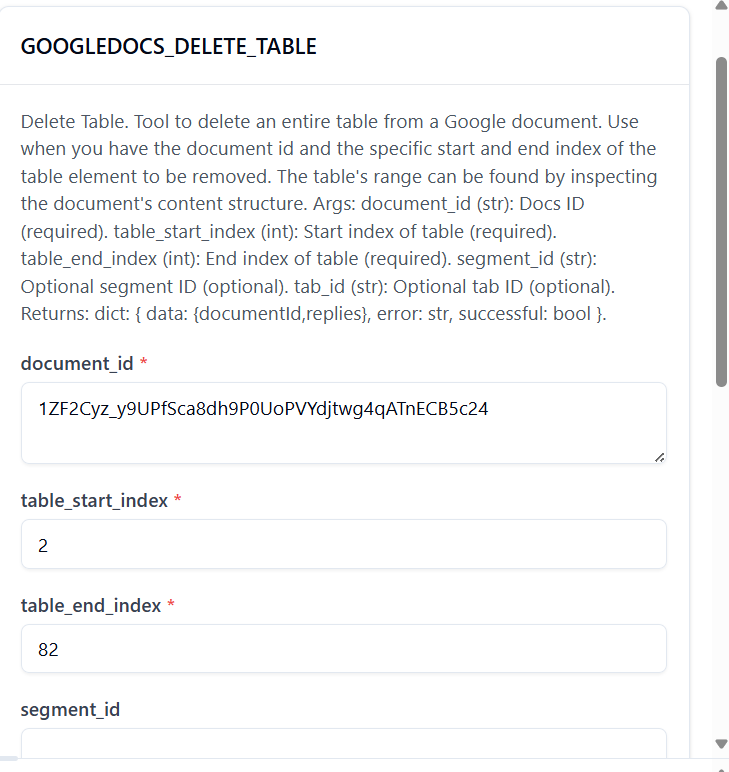 GOOGLEDOCS_DELETE_TABLE
Delete Table. Tool to delete an entire table from a Google document. Use
when you have the document id and the specific start and end index of the
table element to be removed. The table's range can be found by inspecting
the document's content structure. Args: document_id (str): Docs ID
(required). table_start_index (int): Start index of table (required).
table_end_index (int): End index of table (required). segment_id (str):
Optional segment ID (optional). tab_id (str): Optional tab ID (optional).
Returns: dict: { data: {documentId,replies}, error: str, successful: bool }.
document_id *
1ZF2Cyz_y9UPfSca8dh9P0UoPVYdjtwg4qATnECB5c24
table_start_index *
2
table_end_index *
82
segment_id